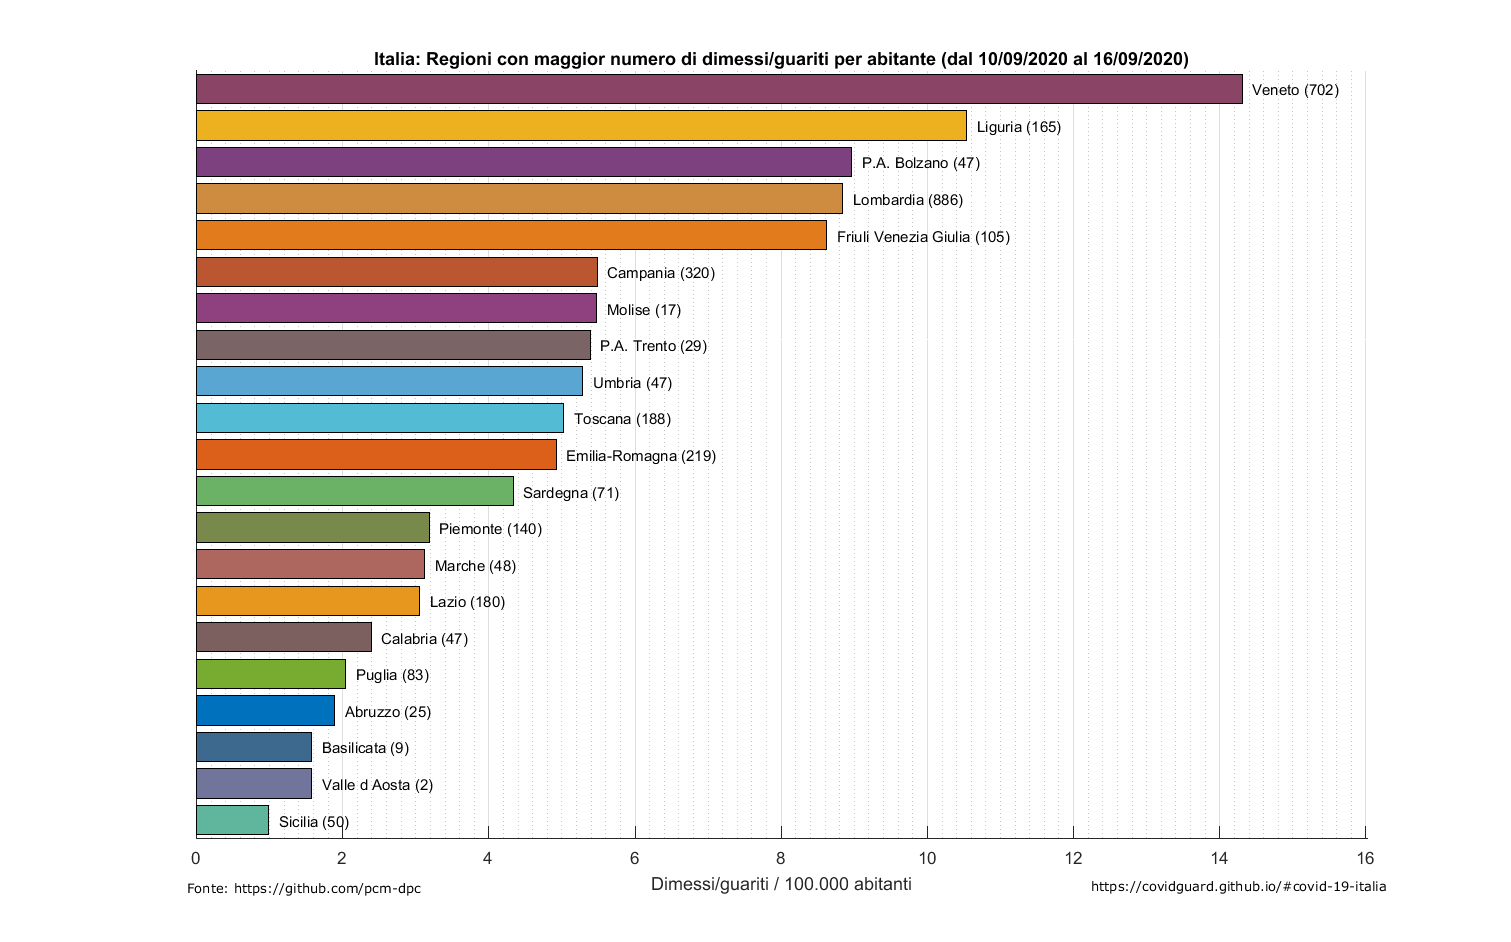 Italia: Regioni con maggior numero di dimessi/guariti per abitante (dal 10/09/2020 al 16/09/2020)
Veneto (702)
Liguria (165)
P.A. Bolzano (47)
Lombardia (886)
Friuli Venezia Giulia (105)
Campania (320)
Molise (17)
P.A. Trento (29)
Umbria (47)
Toscana (188)
Emilia-Romagna (219)
Sardegna (71)
Piemonte (140)
Marche (48)
Lazio (180)
Calabria (47)
Puglia (83)
Abruzzo (25)
Basilicata (9)
Valle d Aosta (2)
Sicilia (50)
0 2 4 6 8 10 12 14 16
Dimessi/guariti / 100.000 abitanti
Fonte: https://github.com/pcm-dpc
https://covidguard.github.io/#covid-19-italia